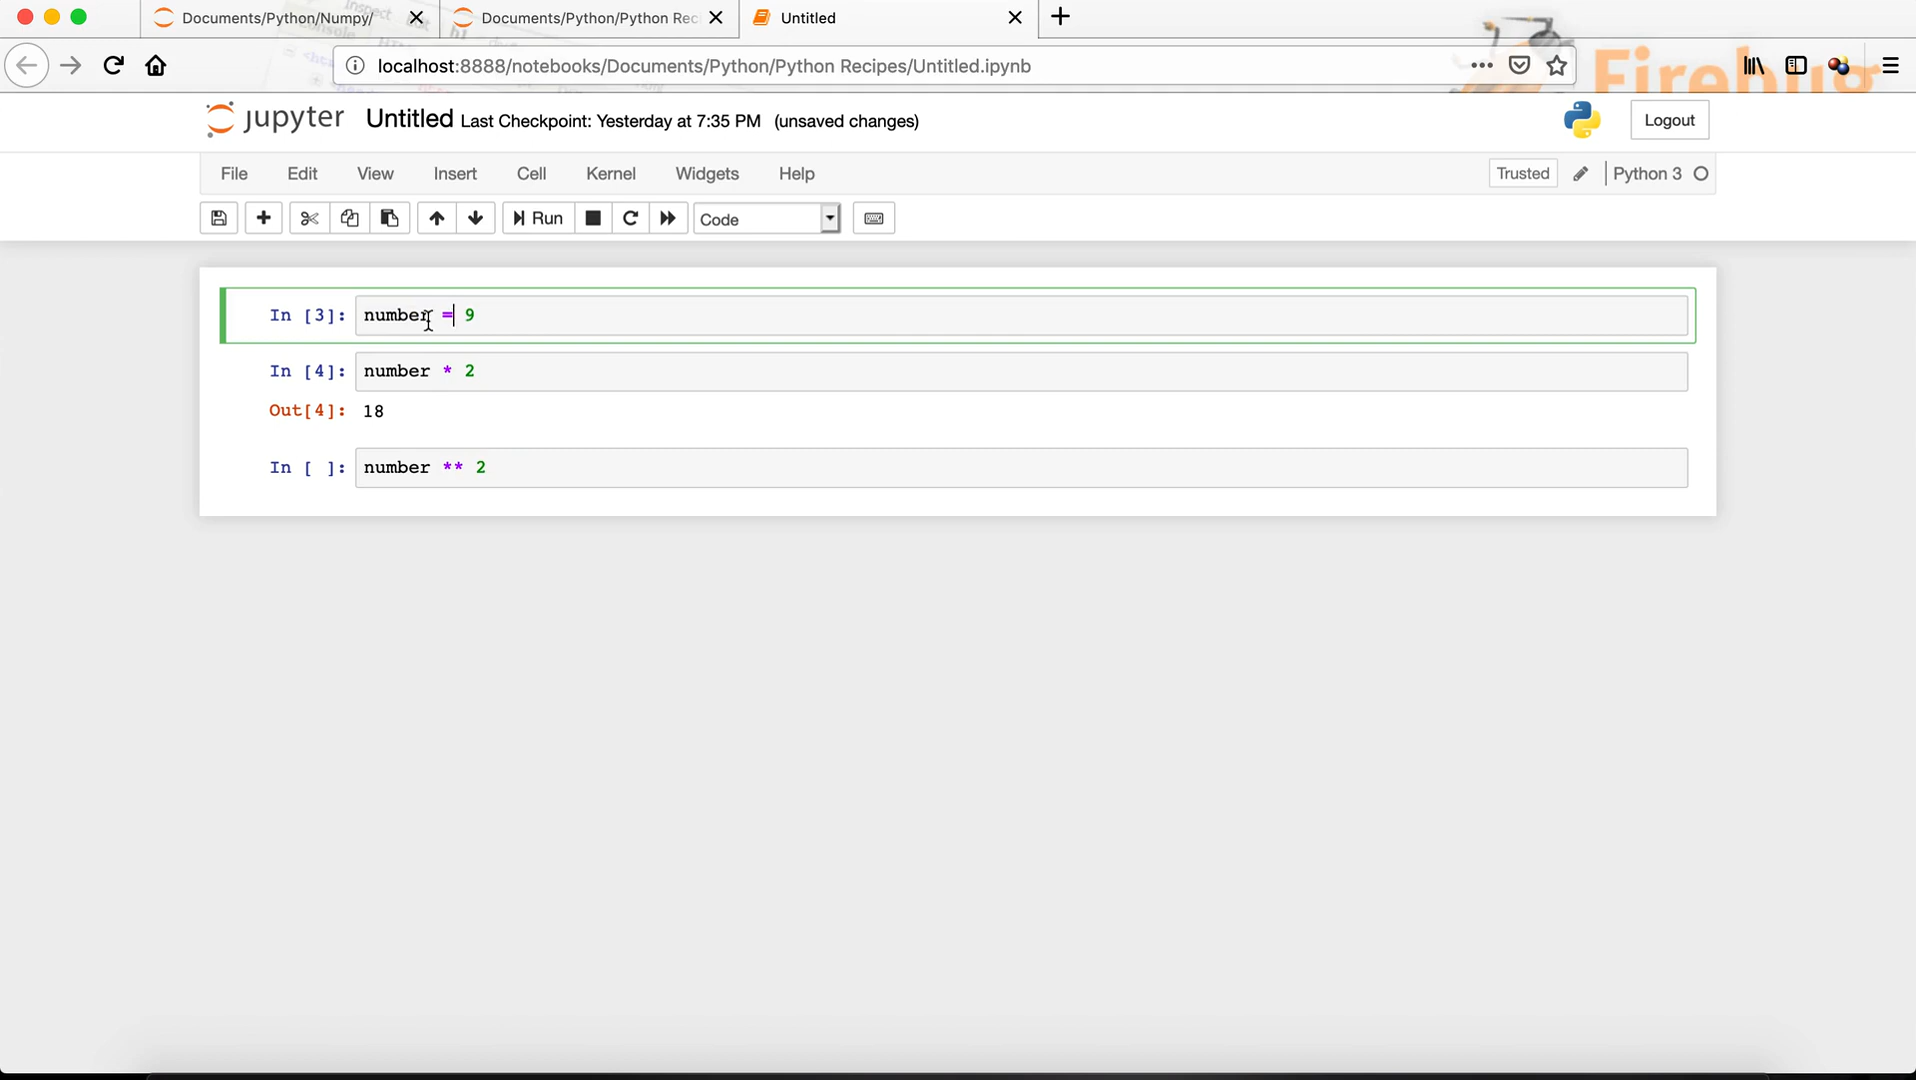 Documents/Python/Numpy/
Documents/Python/Python Rec
Untitled
localhost:8888/notebooks/Documents/Python/Python Recipes/Untitled.ipynb
Firebug
jupyter Untitled Last Checkpoint: Yesterday at 7:35 PM (unsaved changes)
Logout
File Edit View Insert Cell Kernel Widgets Help
Trusted Python 3
Run Code
In [3]: number = 9
In [4]: number * 2
Out[4]: 18
In [ ]: number ** 2